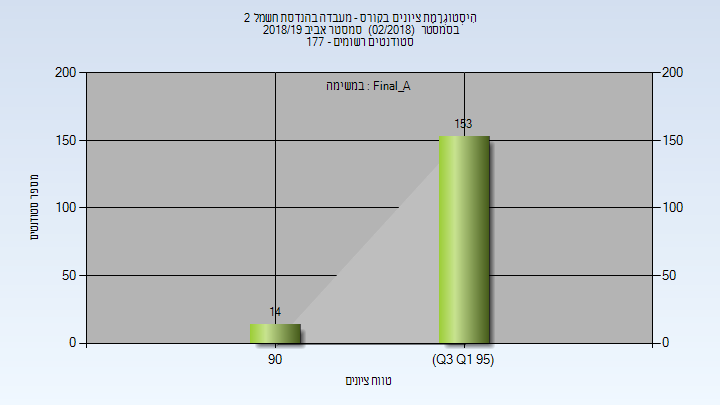 היסטוגרמת ציונים בקורס - מעבדה בהנדסת חשמל 2
בסמסטר (02/2018) סמסטר אביב 2018/19
סטודנטים רשומים - 177
במשימה : Final_A
200 200
150 150
100 100
50 50
0 0
153
14
מספר סטודנטים
90 (Q3 Q1 95)
טווח ציונים